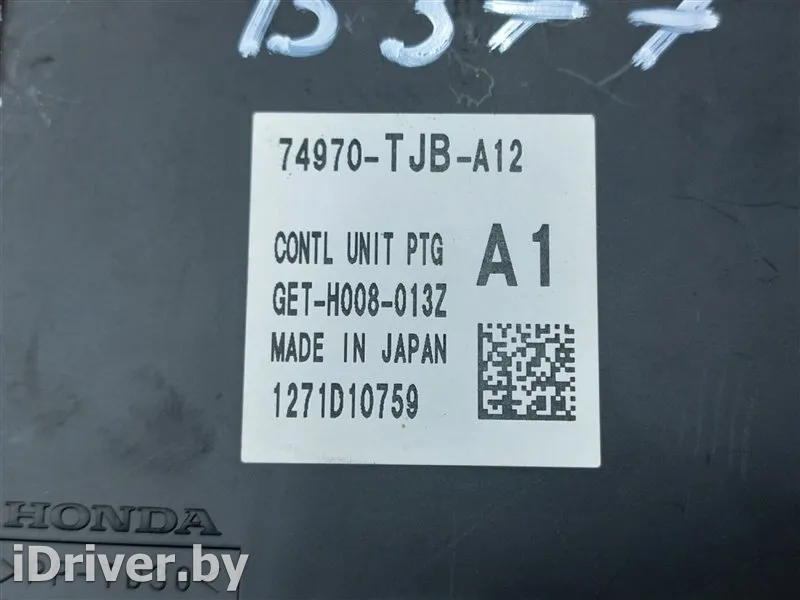 74970-TJB-A12
CONTL UNIT PTG
A1
GET-H008-013Z
MADE IN JAPAN
1271D10759
HONDA
iDriver.by